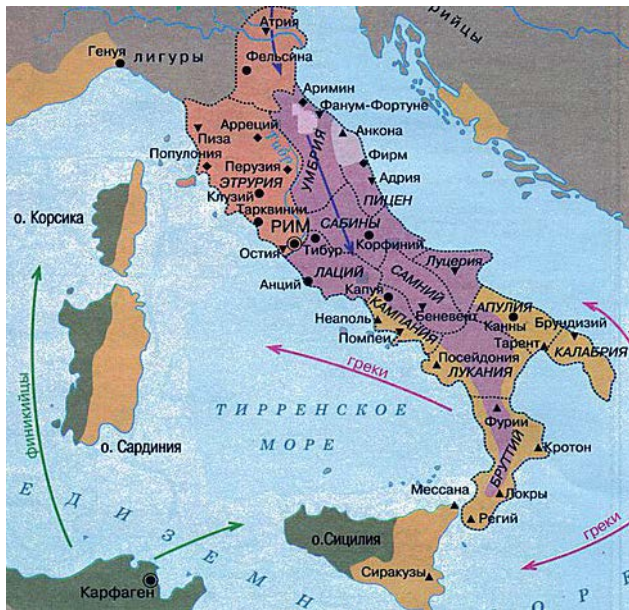 рийцы
Атрия
Генуя
ЛИГУРЫ
Фельсина
Аримин
Фанум-Фортуне
Анкона
Пиза
Арреций
Тибр
УМБРИЯ
Популония
Перузия
Фирм
ЭТРУРИЯ
Адрия
Клузий
ПИЦЕН
о. Корсика
Тарквинии
САБИНЫ
РИМ
Корфиний
Остия
Тибур
Луцерия
ЛАЦИЙ
САМНИЙ
Анций
Капуя
АПУЛИЯ
Неаполь
КАМПАНИЯ
Беневент
Канны
Брундизий
Помпеи
Тарент
КАЛАБРИЯ
греки
Посейдония
ЛУКАНИЯ
финикийцы
ТИРРЕНСКОЕ
МОРЕ
Фурии
о. Сардиния
БРУТТИЙ
Кротон
Мессана
Локры
Регий
греки
о.Сицилия
Сиракузы
Карфаген
Е Д И З Е М Н
О Р Е